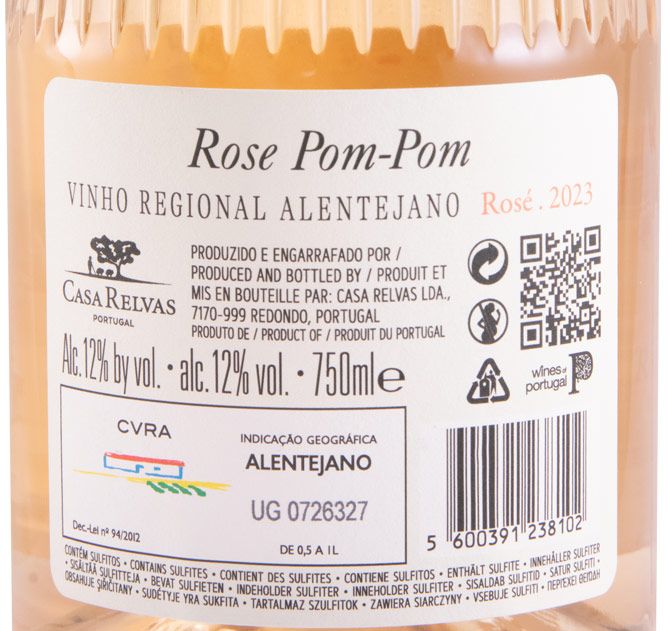 Rose Pom-Pom
VINHO REGIONAL ALENTEJANO Rosé . 2023
CASA RELVAS
PORTUGAL
PRODUZIDO E ENGARRAFADO POR /
PRODUCED AND BOTTLED BY / PRODUIT ET
MIS EN BOUTEILLE PAR: CASA RELVAS LDA.,
7170-999 REDONDO, PORTUGAL
PRODUTO DE / PRODUCT OF / PRODUIT DU PORTUGAL
wines of
portugal P
Alc.12% by vol. • alc.12% vol. • 750ml e
CVRA
Dec.-Lei nº 94/2012
INDICAÇÃO GEOGRÁFICA
ALENTEJANO
UG 0726327
DE 0,5 A 1L
5 600391 238102
CONTÉM SULFITOS • CONTAINS SULFITES • CONTIENT DES SULFITES • CONTIENE SULFITOS • ENTHÄLT SULFITE • INNEHÅLLER SULFITER
• SISÄLTÄÄ SULFIITTEJA • BEVAT SULFIETEN • INDEHOLDER SULFITTER • INNEHOLDER SULFITTER • SISALDAB SULFITID • SATUR SULFĪTI •
OBSAHUJE SIŘIČITANY • SUDĖTYJE YRA SULFITŲ • TARTALMAZ SZULFITOK • ZAWIERA SIARCZYNY • VSEBUJE SULFITI •